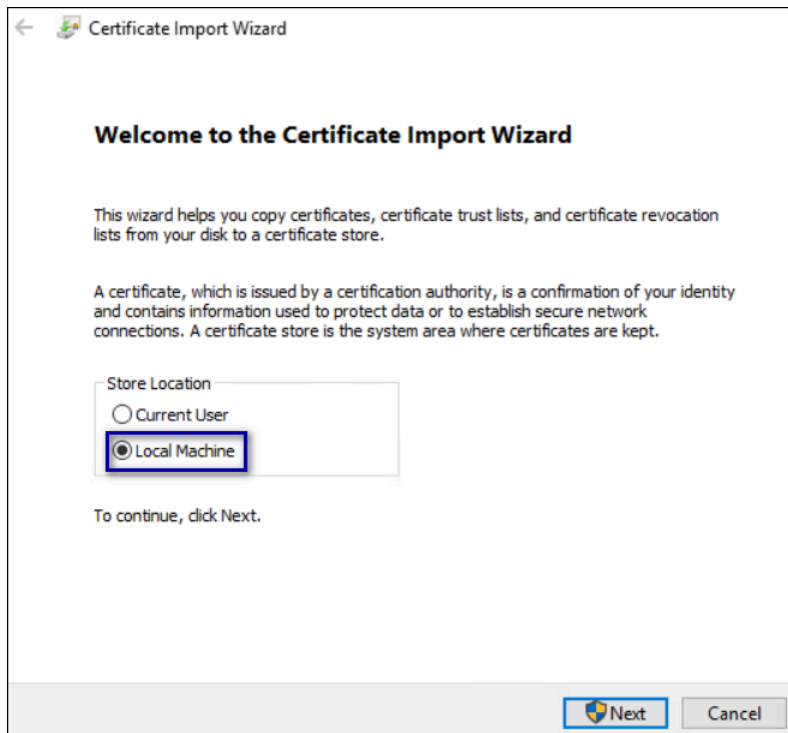 Certificate Import Wizard
Welcome to the Certificate Import Wizard
This wizard helps you copy certificates, certificate trust lists, and certificate revocation
lists from your disk to a certificate store.
A certificate, which is issued by a certification authority, is a confirmation of your identity
and contains information used to protect data or to establish secure network
connections. A certificate store is the system area where certificates are kept.
Store Location
Current User
Local Machine
To continue, click Next.
Next Cancel